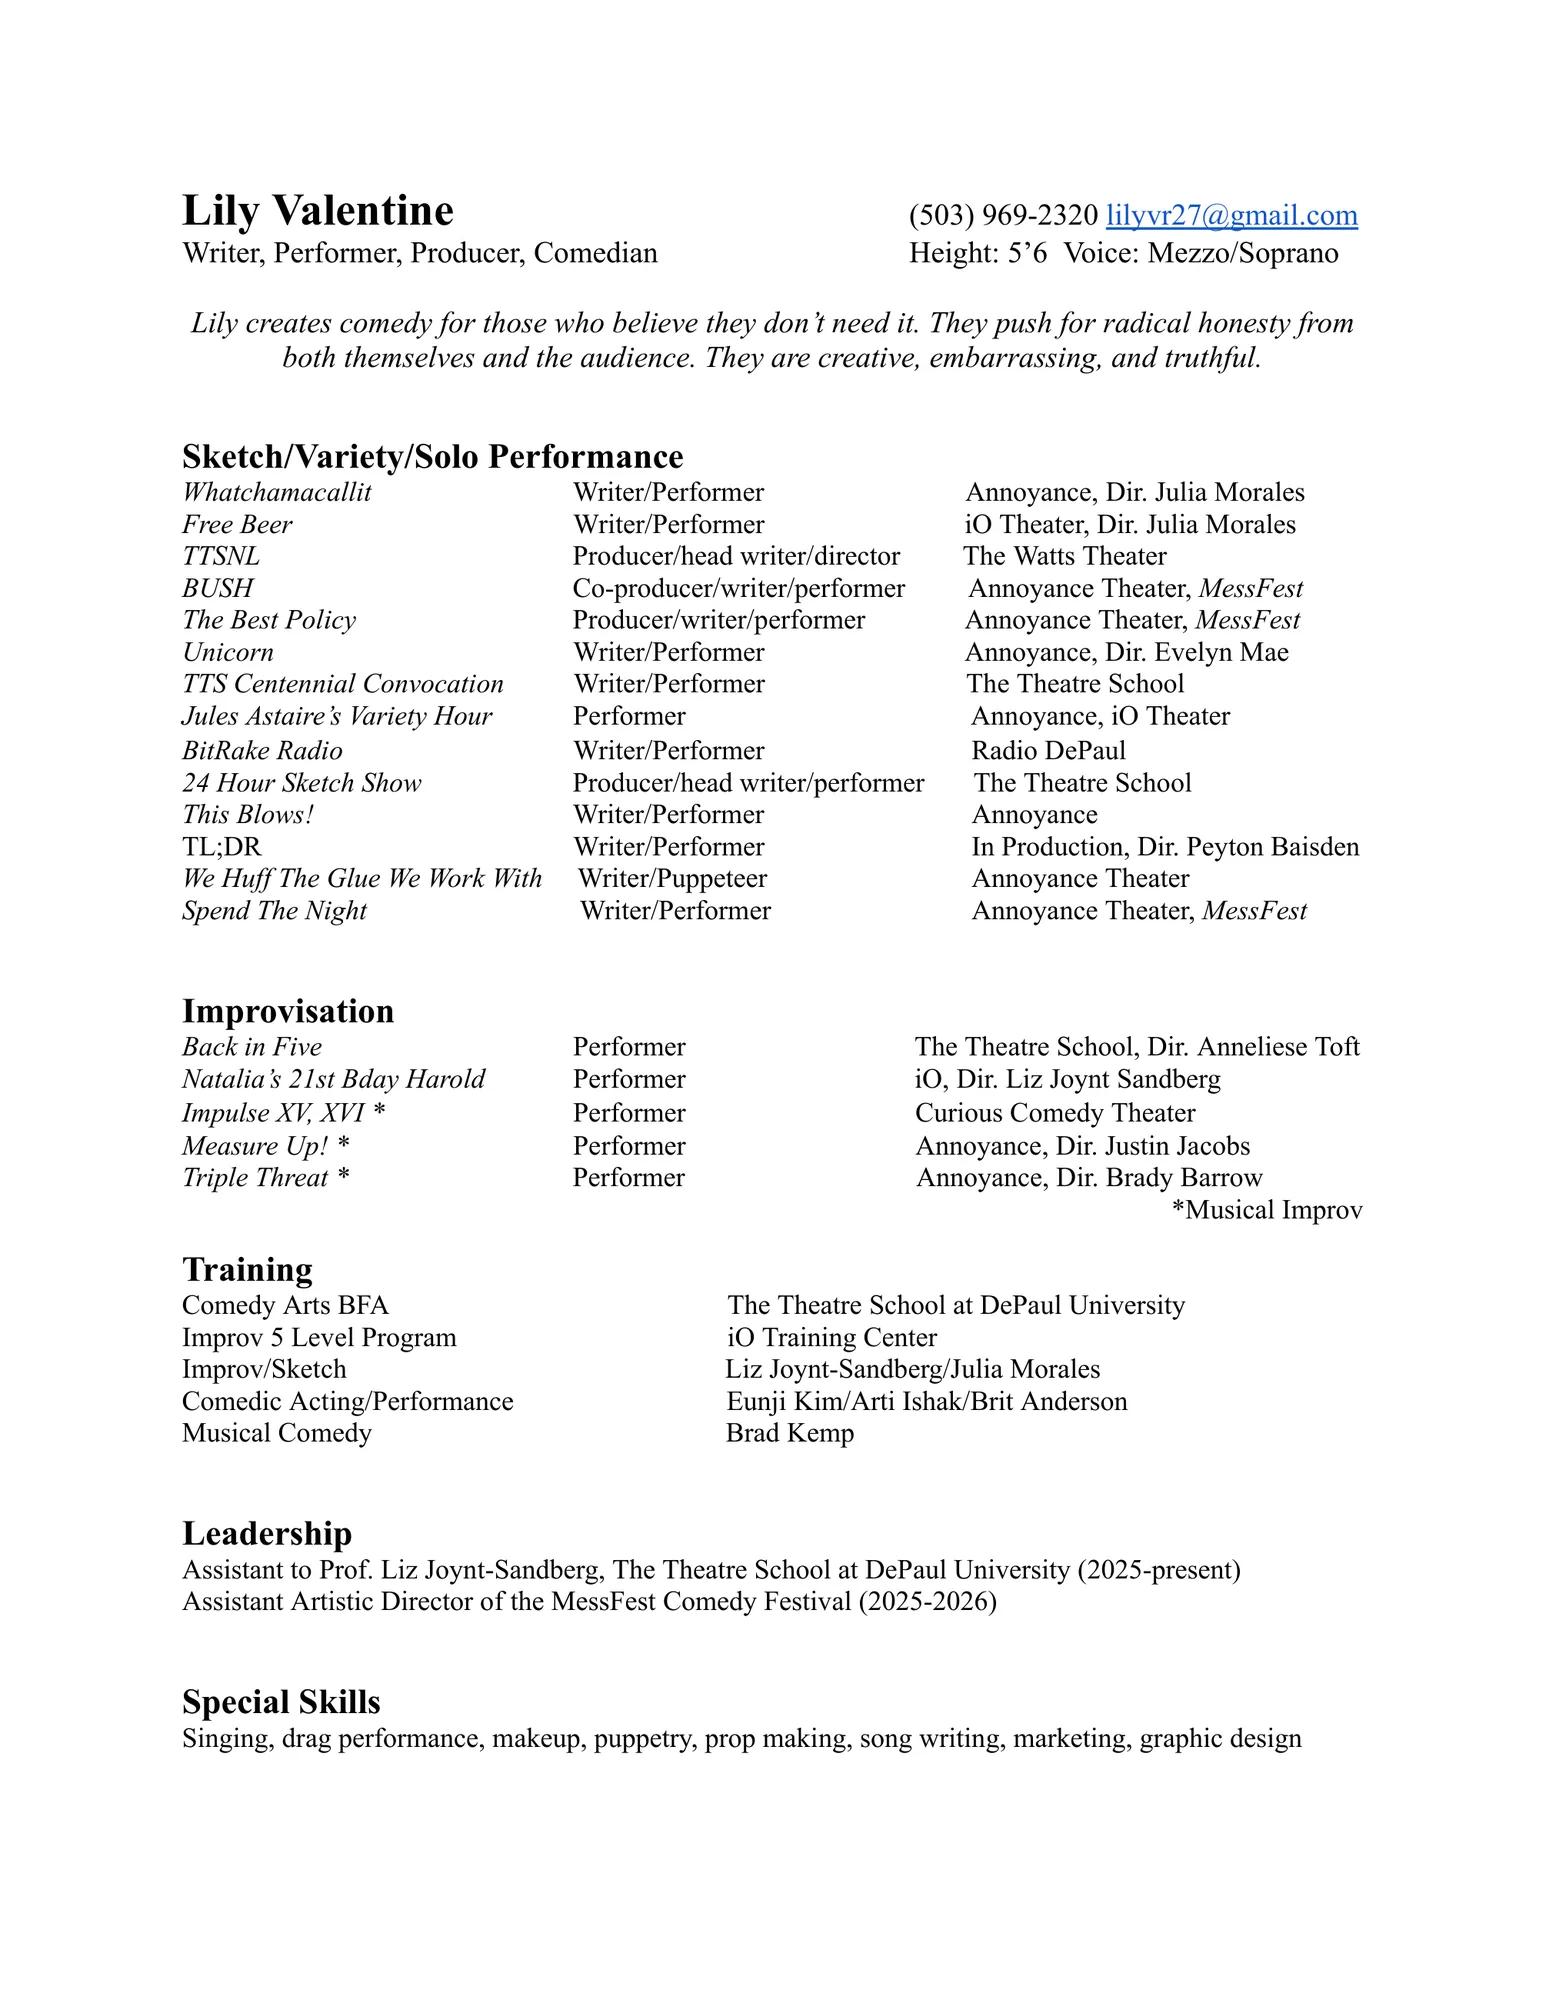 Lily Valentine (503) 969-2320 lilyvr27@gmail.com
Writer, Performer, Producer, Comedian Height: 5’6 Voice: Mezzo/Soprano
Lily creates comedy for those who believe they don’t need it. They push for radical honesty from
both themselves and the audience. They are creative, embarrassing, and truthful.
Sketch/Variety/Solo Performance
Whatchamacallit Writer/Performer Annoyance, Dir. Julia Morales
Free Beer Writer/Performer iO Theater, Dir. Julia Morales
TTSNL Producer/head writer/director The Watts Theater
BUSH Co-producer/writer/performer Annoyance Theater, MessFest
The Best Policy Producer/writer/performer Annoyance Theater, MessFest
Unicorn Writer/Performer Annoyance, Dir. Evelyn Mae
TTS Centennial Convocation Writer/Performer The Theatre School
Jules Astaire’s Variety Hour Performer Annoyance, iO Theater
BitRake Radio Writer/Performer Radio DePaul
24 Hour Sketch Show Producer/head writer/performer The Theatre School
This Blows! Writer/Performer Annoyance
TL;DR Writer/Performer In Production, Dir. Peyton Baisden
We Huff The Glue We Work With Writer/Puppeteer Annoyance Theater
Spend The Night Writer/Performer Annoyance Theater, MessFest
Improvisation
Back in Five Performer The Theatre School, Dir. Anneliese Toft
Natalia’s 21st Bday Harold Performer iO, Dir. Liz Joynt Sandberg
Impulse XV, XVI * Performer Curious Comedy Theater
Measure Up! * Performer Annoyance, Dir. Justin Jacobs
Triple Threat * Performer Annoyance, Dir. Brady Barrow
*Musical Improv
Training
Comedy Arts BFA The Theatre School at DePaul University
Improv 5 Level Program iO Training Center
Improv/Sketch Liz Joynt-Sandberg/Julia Morales
Comedic Acting/Performance Eunji Kim/Arti Ishak/Brit Anderson
Musical Comedy Brad Kemp
Leadership
Assistant to Prof. Liz Joynt-Sandberg, The Theatre School at DePaul University (2025-present)
Assistant Artistic Director of the MessFest Comedy Festival (2025-2026)
Special Skills
Singing, drag performance, makeup, puppetry, prop making, song writing, marketing, graphic design